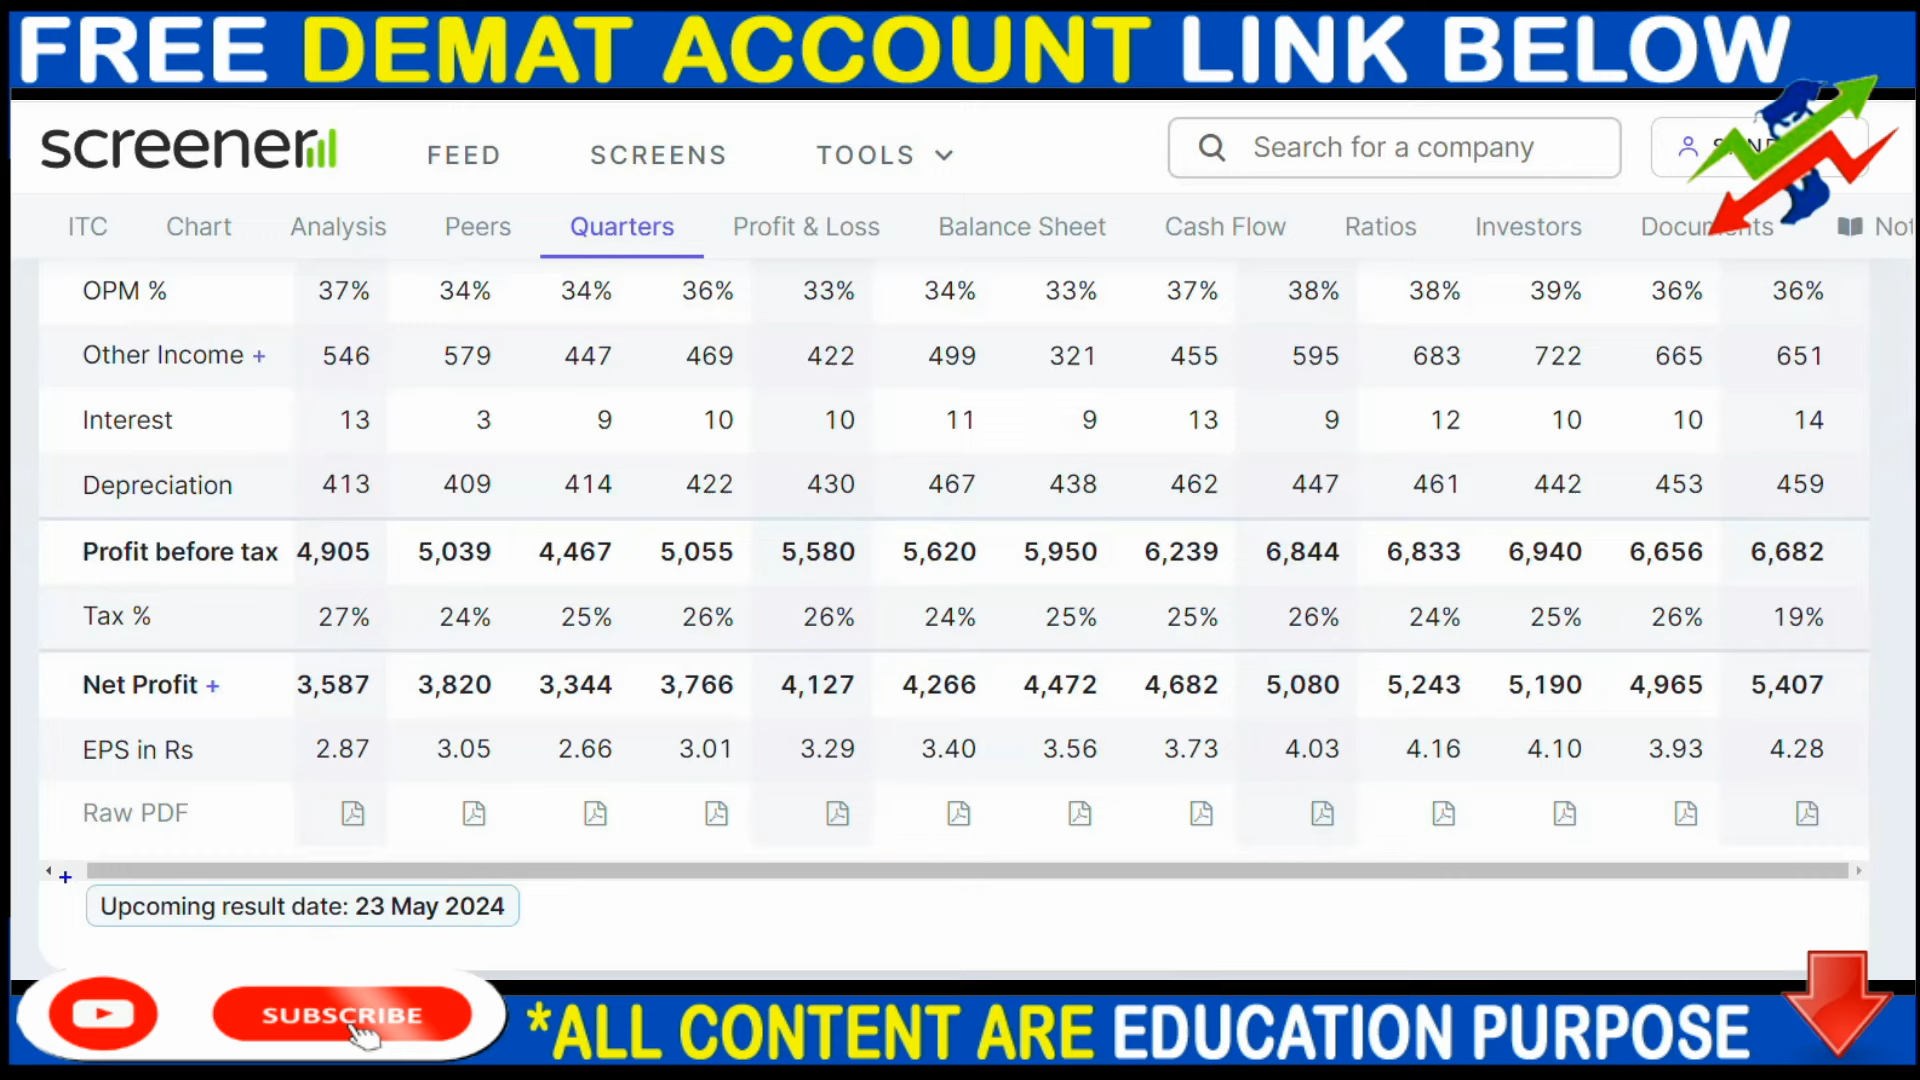 FREE DEMAT ACCOUNT LINK BELOW
screener FEED SCREENS TOOLS Search for a company
ITC Chart Analysis Peers Quarters Profit & Loss Balance Sheet Cash Flow Ratios Investors Documents
OPM % 37% 34% 34% 36% 33% 34% 33% 37% 38% 38% 39% 36% 36%
Other Income + 546 579 447 469 422 499 321 455 595 683 722 665 651
Interest 13 3 9 10 10 11 9 13 9 12 10 10 14
Depreciation 413 409 414 422 430 467 438 462 447 461 442 453 459
Profit before tax 4,905 5,039 4,467 5,055 5,580 5,620 5,950 6,239 6,844 6,833 6,940 6,656 6,682
Tax % 27% 24% 25% 26% 26% 24% 25% 25% 26% 24% 25% 26% 19%
Net Profit + 3,587 3,820 3,344 3,766 4,127 4,266 4,472 4,682 5,080 5,243 5,190 4,965 5,407
EPS in Rs 2.87 3.05 2.66 3.01 3.29 3.40 3.56 3.73 4.03 4.16 4.10 3.93 4.28
Raw PDF
+
Upcoming result date: 23 May 2024
SUBSCRIBE *ALL CONTENT ARE EDUCATION PURPOSE